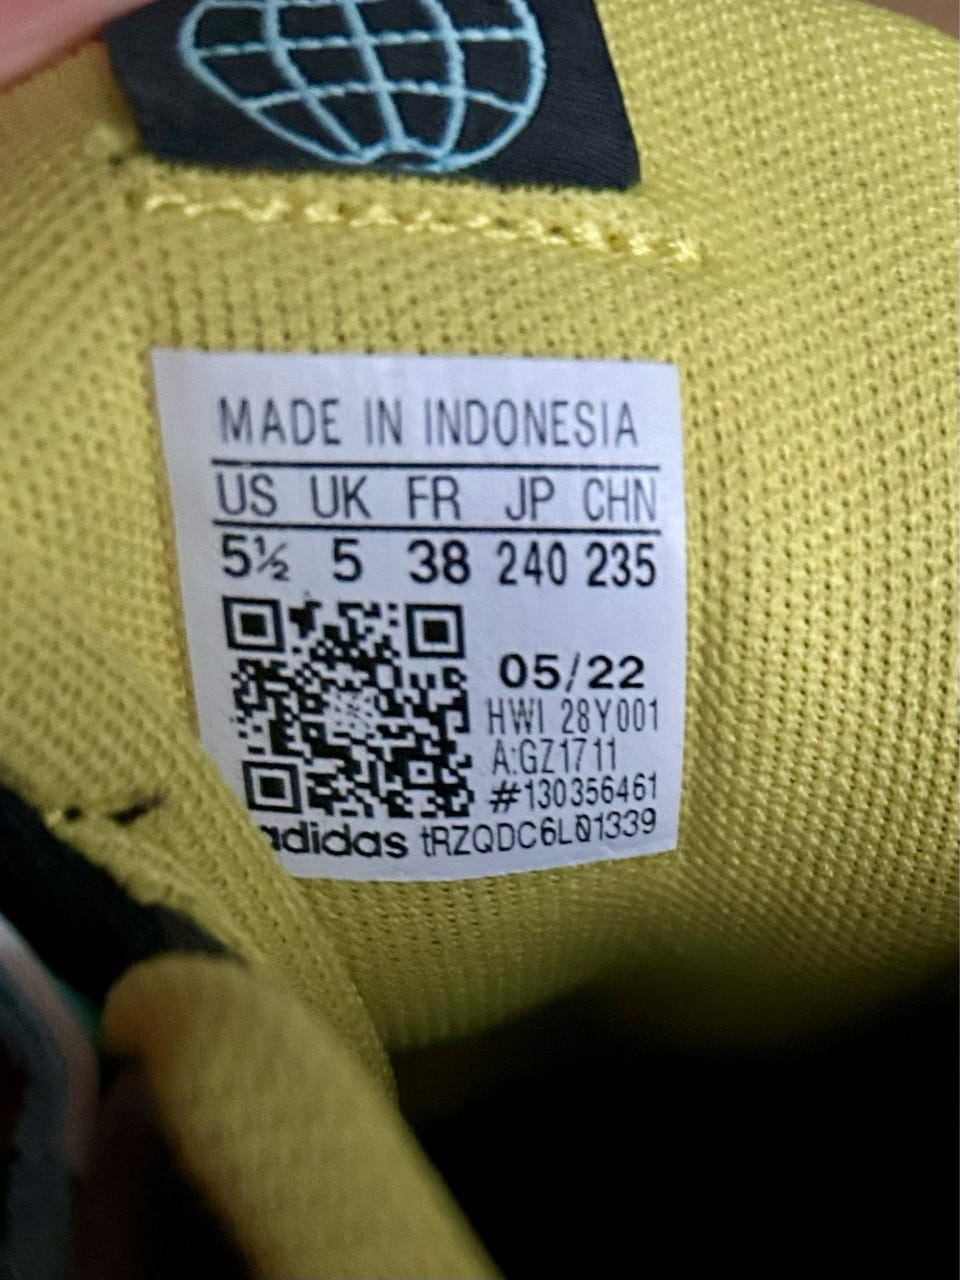 MADE IN INDONESIA
US UK FR JP CHN
5½ 5 38 240 235
05/22
HWI 28Y001
A:GZ1711
#130356461
adidas tRZQDC6L01339